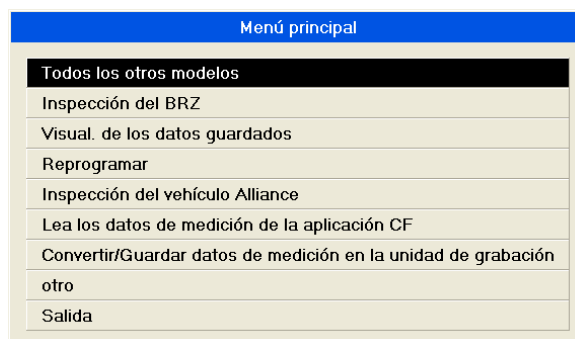 Menú principal
Todos los otros modelos
Inspección del BRZ
Visual. de los datos guardados
Reprogramar
Inspección del vehículo Alliance
Lea los datos de medición de la aplicación CF
Convertir/Guardar datos de medición en la unidad de grabación
otro
Salida